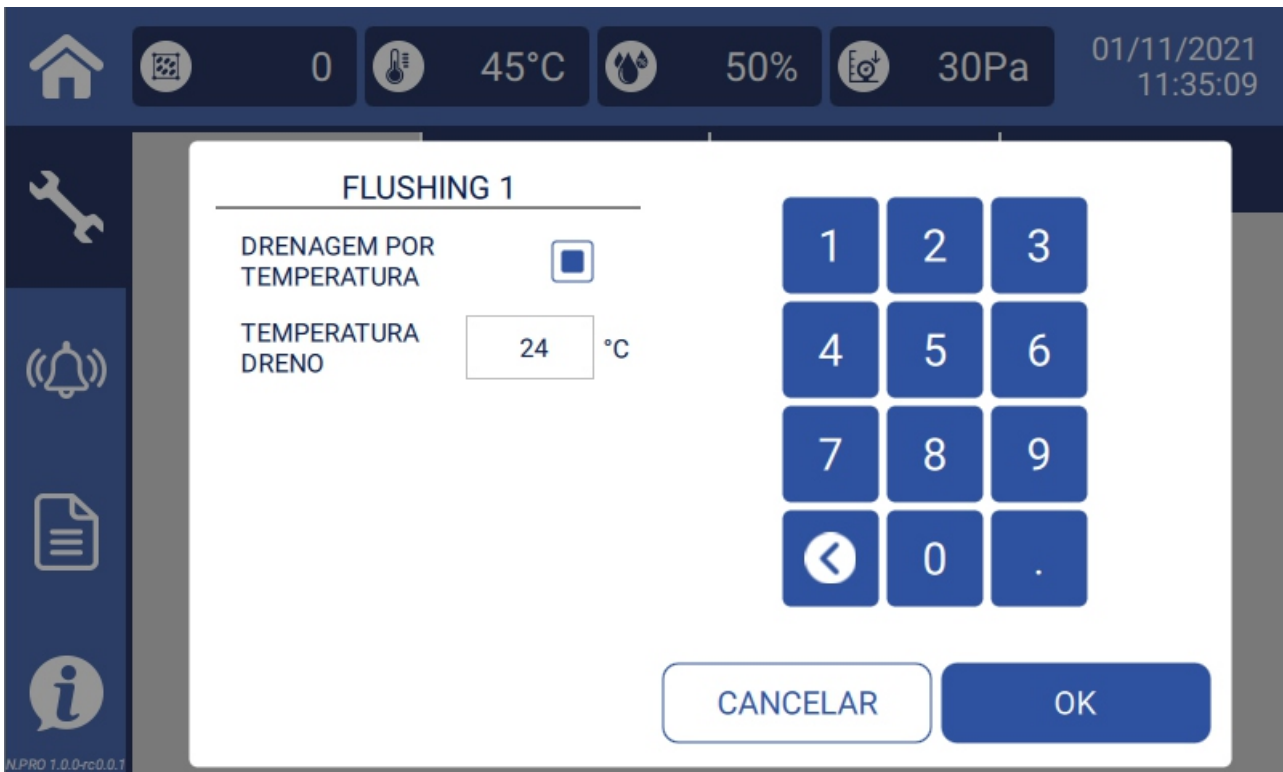 0
45°C
50%
30Pa
01/11/2021
11:35:09
FLUSHING 1
DRENAGEM POR
TEMPERATURA
TEMPERATURA
DRENO
24 °C
1 2 3
4 5 6
7 8 9
0 .
CANCELAR
OK
N.PRO 1.0.0-rc0.0.1